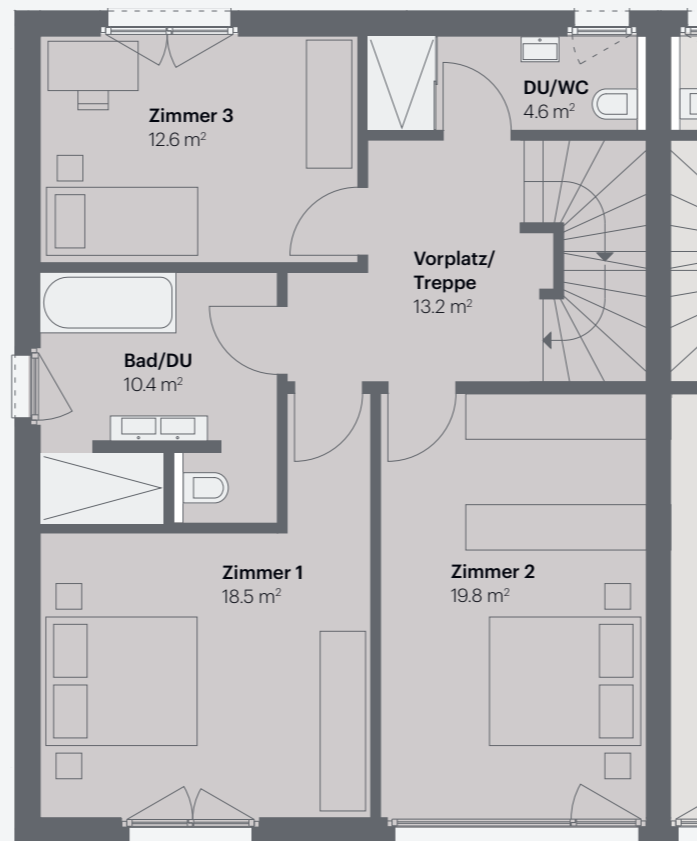 Zimmer 3
12.6 m²
DU/WC
4.6 m²
Vorplatz/
Treppe
13.2 m²
Bad/DU
10.4 m²
Zimmer 1
18.5 m²
Zimmer 2
19.8 m²